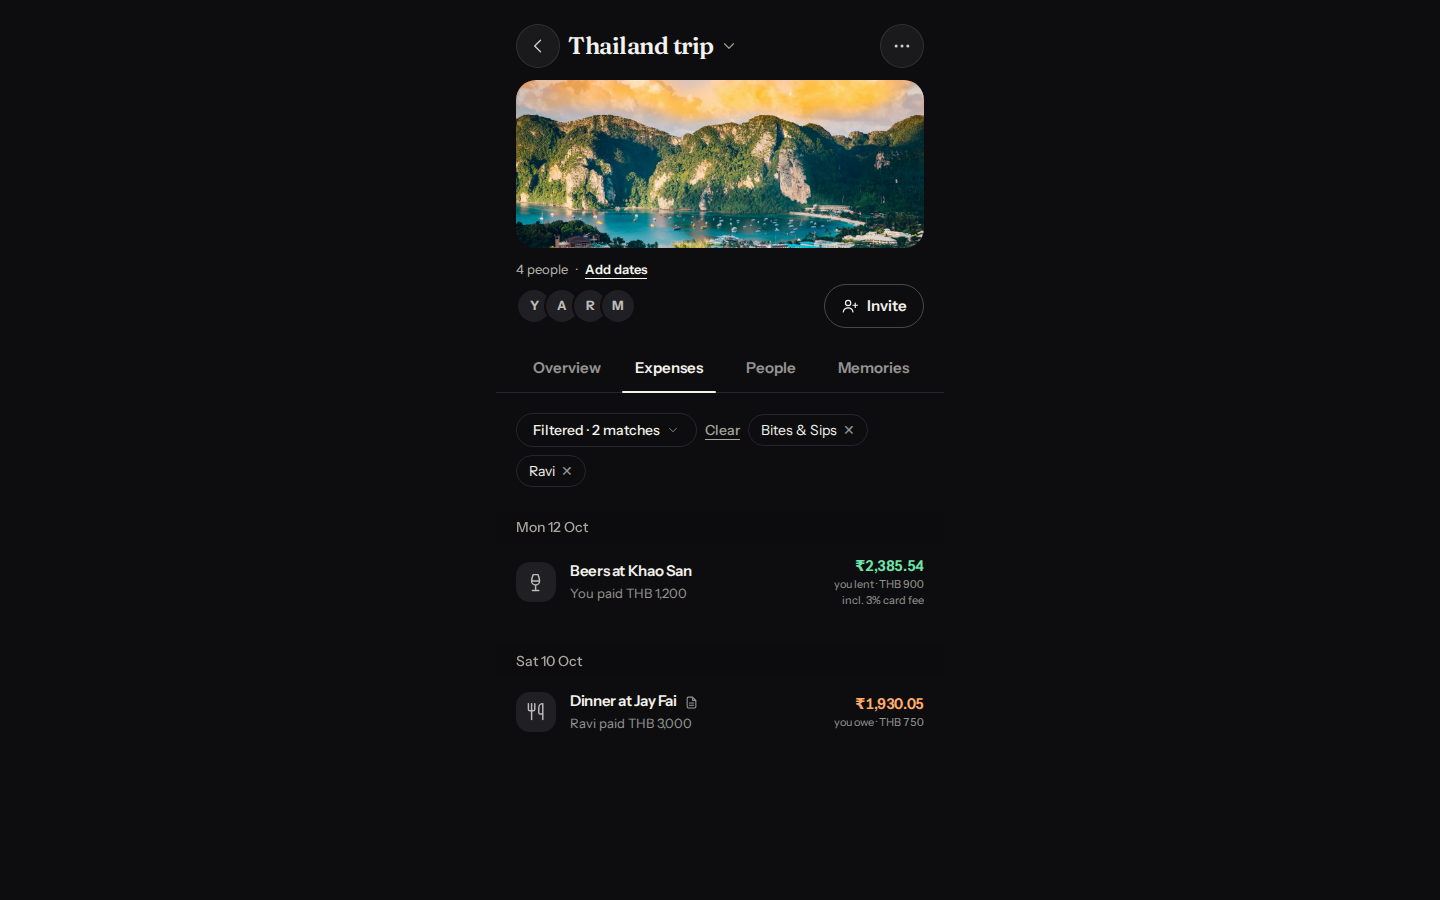 Thailand trip
4 people · Add dates
Y A R M
Invite
Overview Expenses People Memories
Filtered · 2 matches Clear Bites & Sips ✕
Ravi ✕
Mon 12 Oct
Beers at Khao San ₹2,385.54
You paid THB 1,200 you lent · THB 900
incl. 3% card fee
Sat 10 Oct
Dinner at Jay Fai ₹1,930.05
Ravi paid THB 3,000 you owe · THB 750